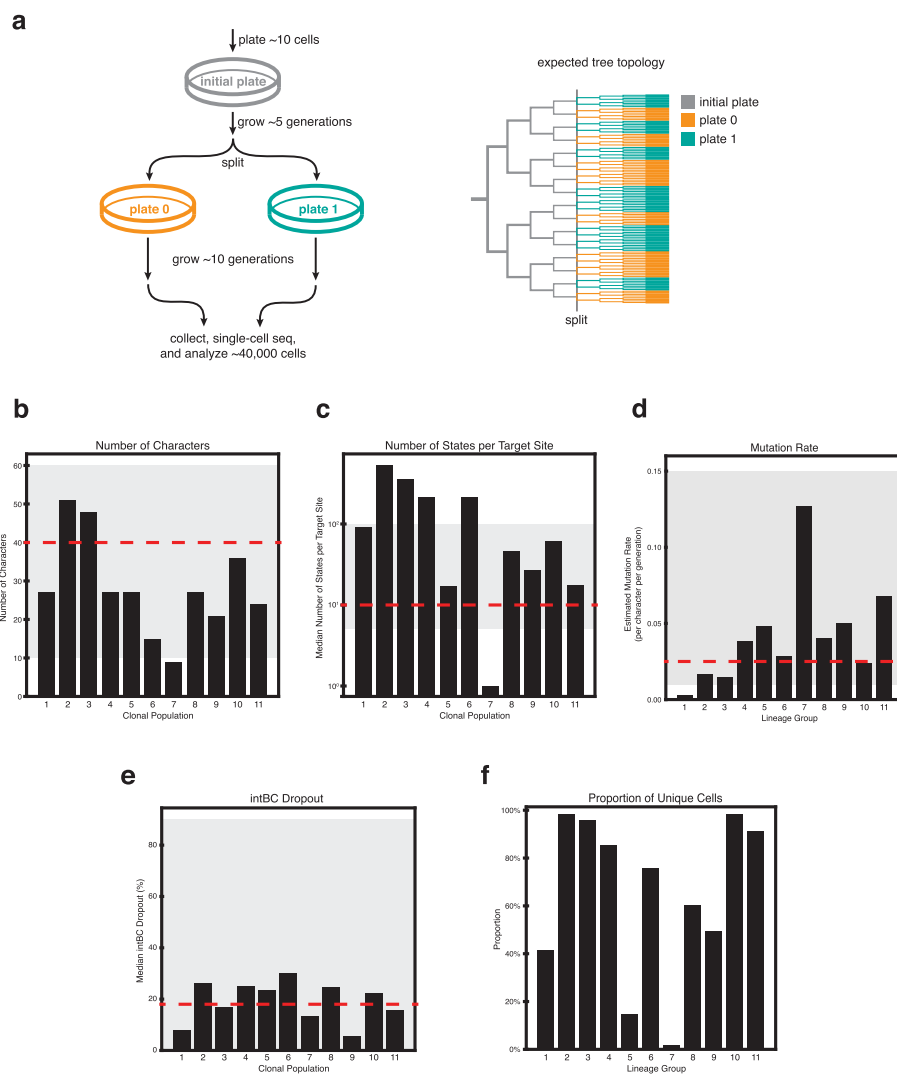 a
plate ~10 cells
initial plate
grow ~5 generations
split
plate 0
plate 1
grow ~10 generations
collect, single-cell seq,
and analyze ~40,000 cells
expected tree topology
initial plate
plate 0
plate 1
split
b
Number of Characters
Number of Characters
60
50
40
30
20
10
0
1 2 3 4 5 6 7 8 9 10 11
Clonal Population
c
Number of States per Target Site
Median Number of States per Target Site
10²
10¹
10⁰
1 2 3 4 5 6 7 8 9 10 11
Clonal Population
d
Mutation Rate
Estimated Mutation Rate
(per character per generation)
0.15
0.10
0.05
0.00
1 2 3 4 5 6 7 8 9 10 11
Lineage Group
e
intBC Dropout
Median intBC Dropout (%)
80
60
40
20
0
1 2 3 4 5 6 7 8 9 10 11
Clonal Population
f
Proportion of Unique Cells
Proportion
100%
80%
60%
40%
20%
0%
1 2 3 4 5 6 7 8 9 10 11
Lineage Group